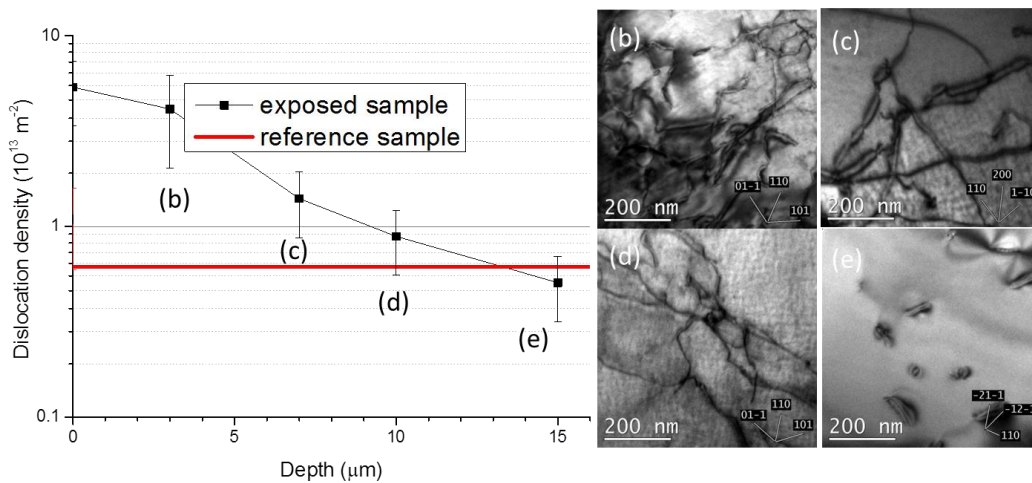 Dislocation density (10¹³ m⁻²)
10
1
0.1
exposed sample
reference sample
(b)
(c)
(d)
(e)
0
5
10
15
Depth (μm)
(b)
01-1
110
101
200 nm
(c)
200
110
1-10
200 nm
(d)
110
01-1
101
200 nm
(e)
-21-1
-12-1
110
200 nm